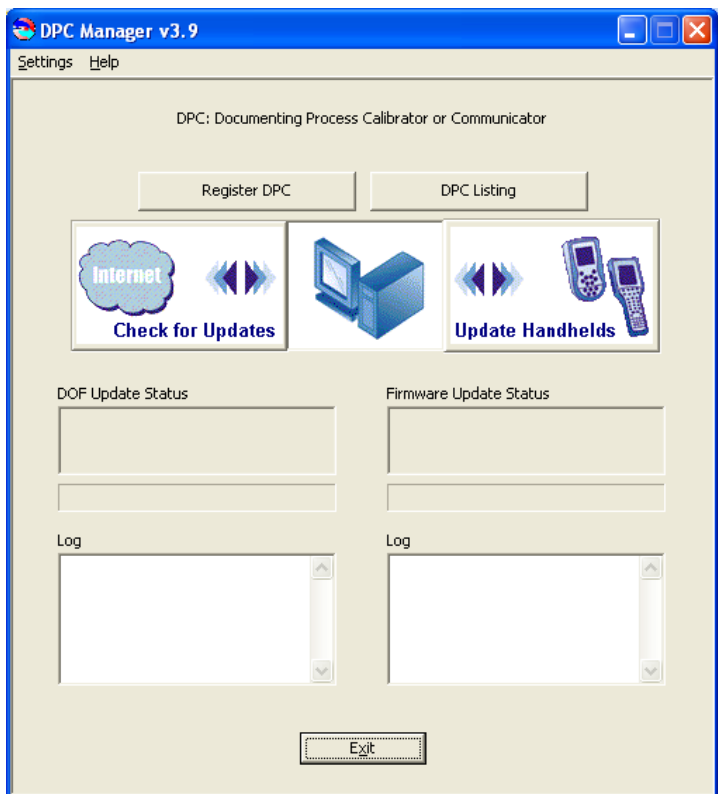 DPC Manager v3.9
Settings Help
DPC: Documenting Process Calibrator or Communicator
Register DPC DPC Listing
Internet
Check for Updates Update Handhelds
DOF Update Status Firmware Update Status
Log Log
Exit